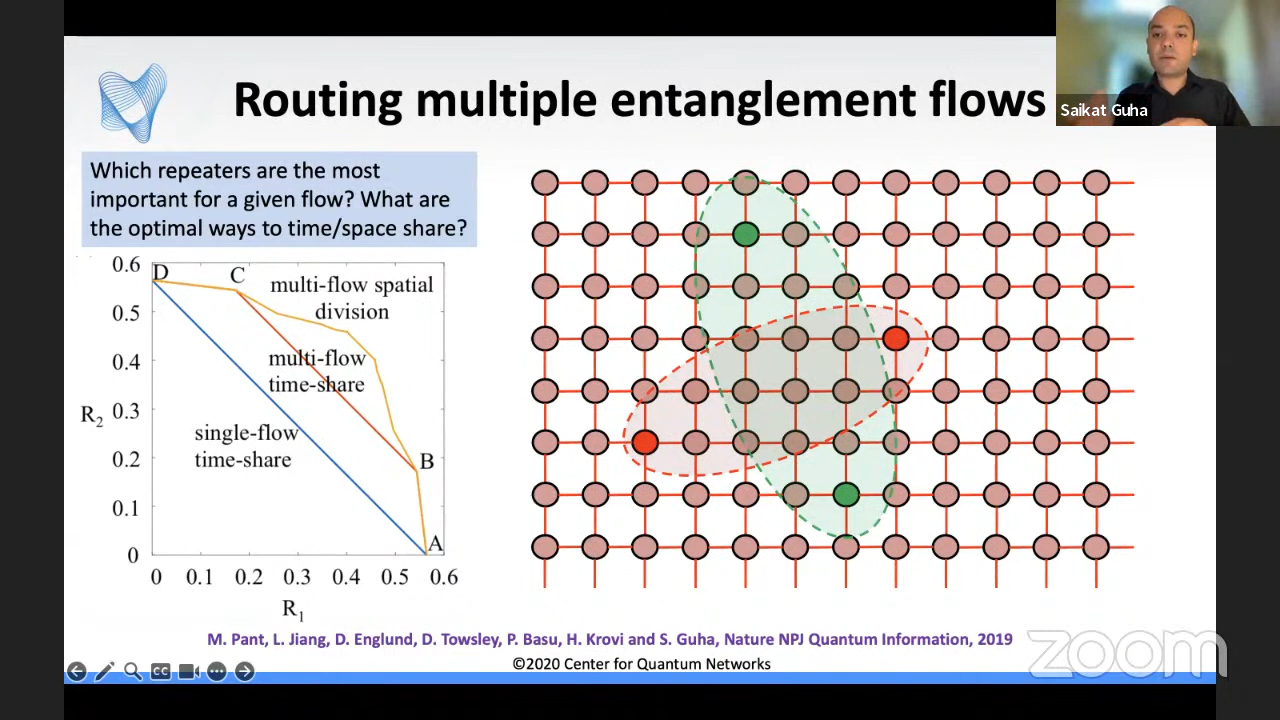 Routing multiple entanglement flows
Saikat Guha
Which repeaters are the most
important for a given flow? What are
the optimal ways to time/space share?
0.6
0.5
0.4
0.3
0.2
0.1
0
R2
D
C
multi-flow spatial
division
multi-flow
time-share
single-flow
time-share
B
A
0 0.1 0.2 0.3 0.4 0.5 0.6
R1
M. Pant, L. Jiang, D. Englund, D. Towsley, P. Basu, H. Krovi and S. Guha, Nature NPJ Quantum Information, 2019
©2020 Center for Quantum Networks
CC
zoom